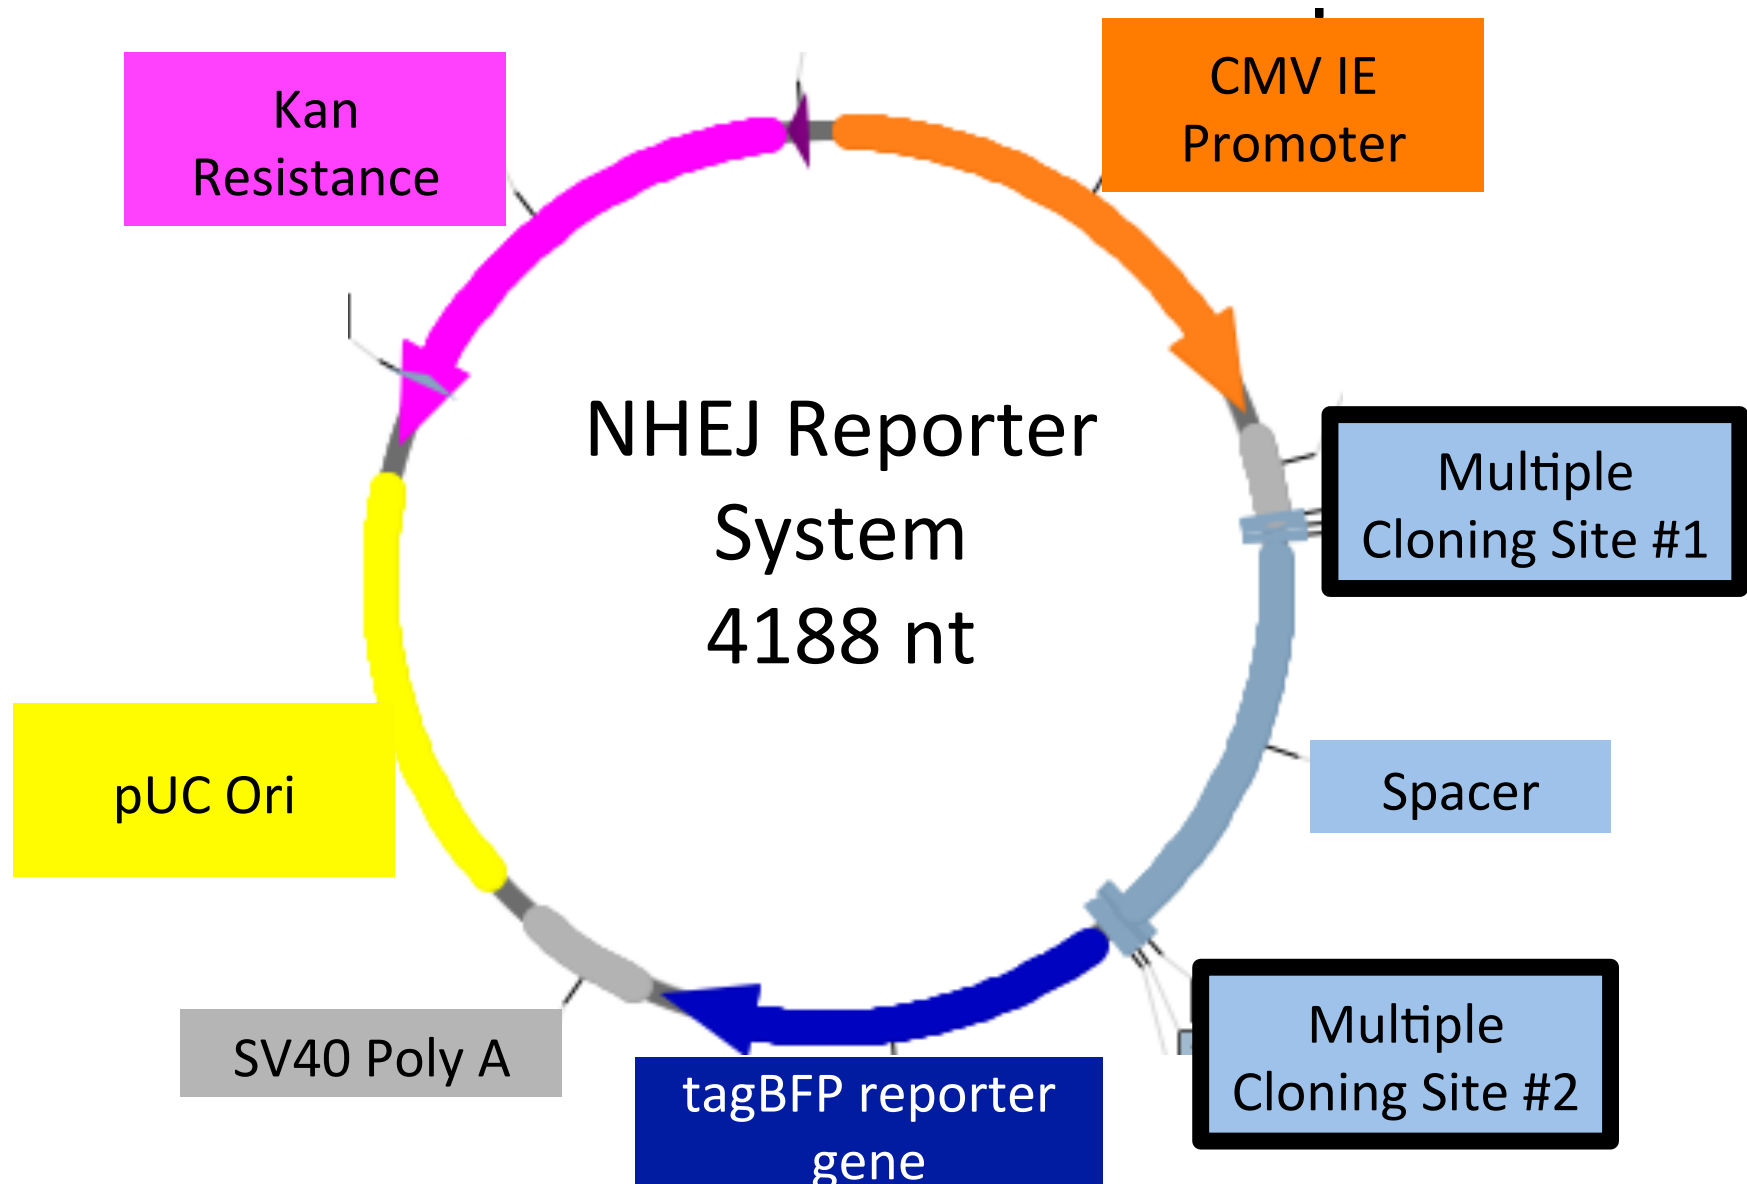 Kan
Resistance
CMV IE
Promoter
NHEJ Reporter
System
4188 nt
Multiple
Cloning Site #1
pUC Ori
Spacer
SV40 Poly A
tagBFP reporter
gene
Multiple
Cloning Site #2